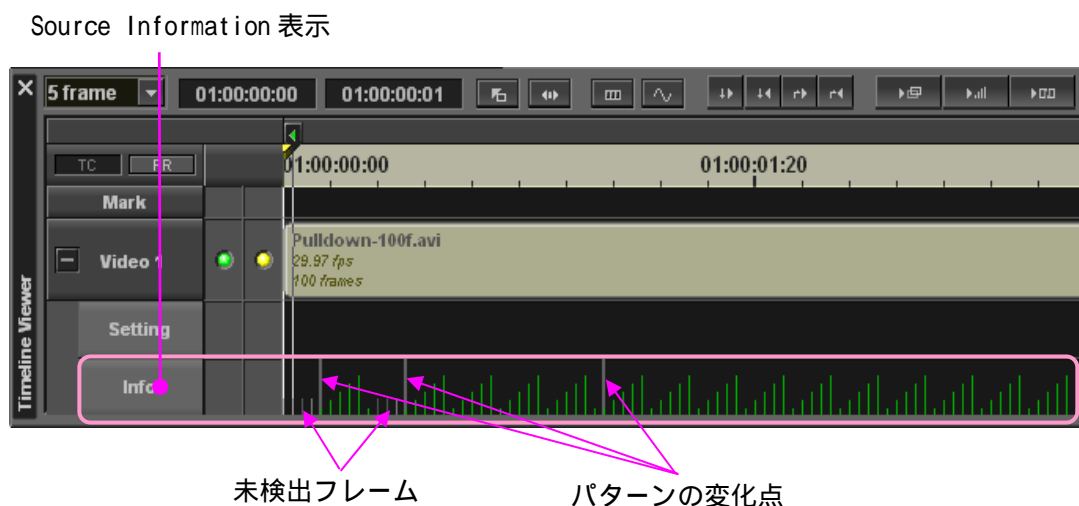 Source Information 表示
5 frame
01:00:00:00
01:00:00:01
TC
FR
01:00:00:00
01:00:01:20
Mark
Video 1
Pulldown-100f.avi
29.97 fps
100 frames
Setting
Info
Timeline Viewer
未検出フレーム
パターンの変化点